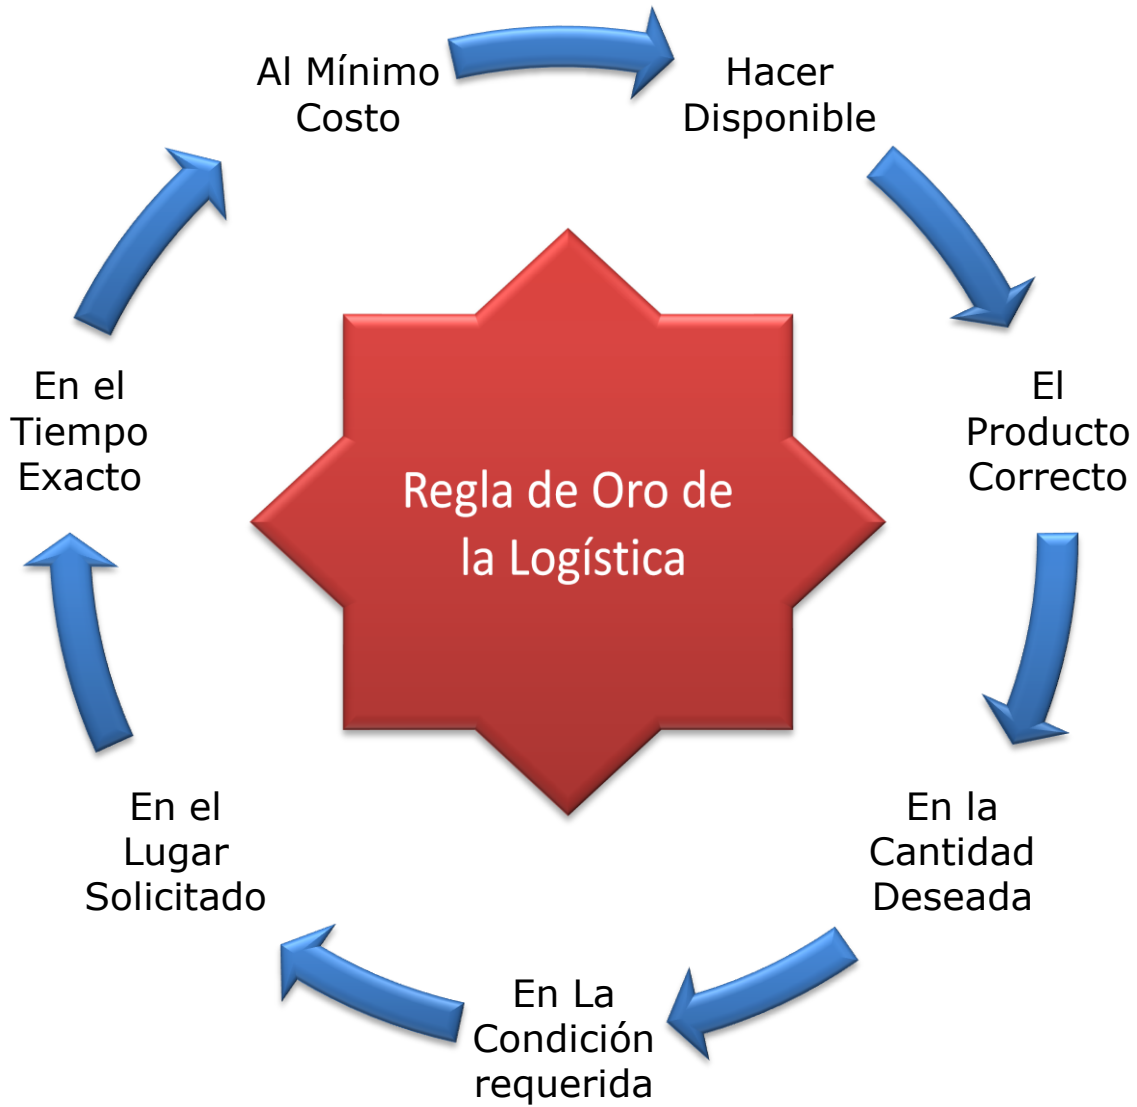 Al Mínimo
Costo
Hacer
Disponible
El
Producto
Correcto
En la
Cantidad
Deseada
En La
Condición
requerida
En el
Lugar
Solicitado
En el
Tiempo
Exacto
Regla de Oro de
la Logística